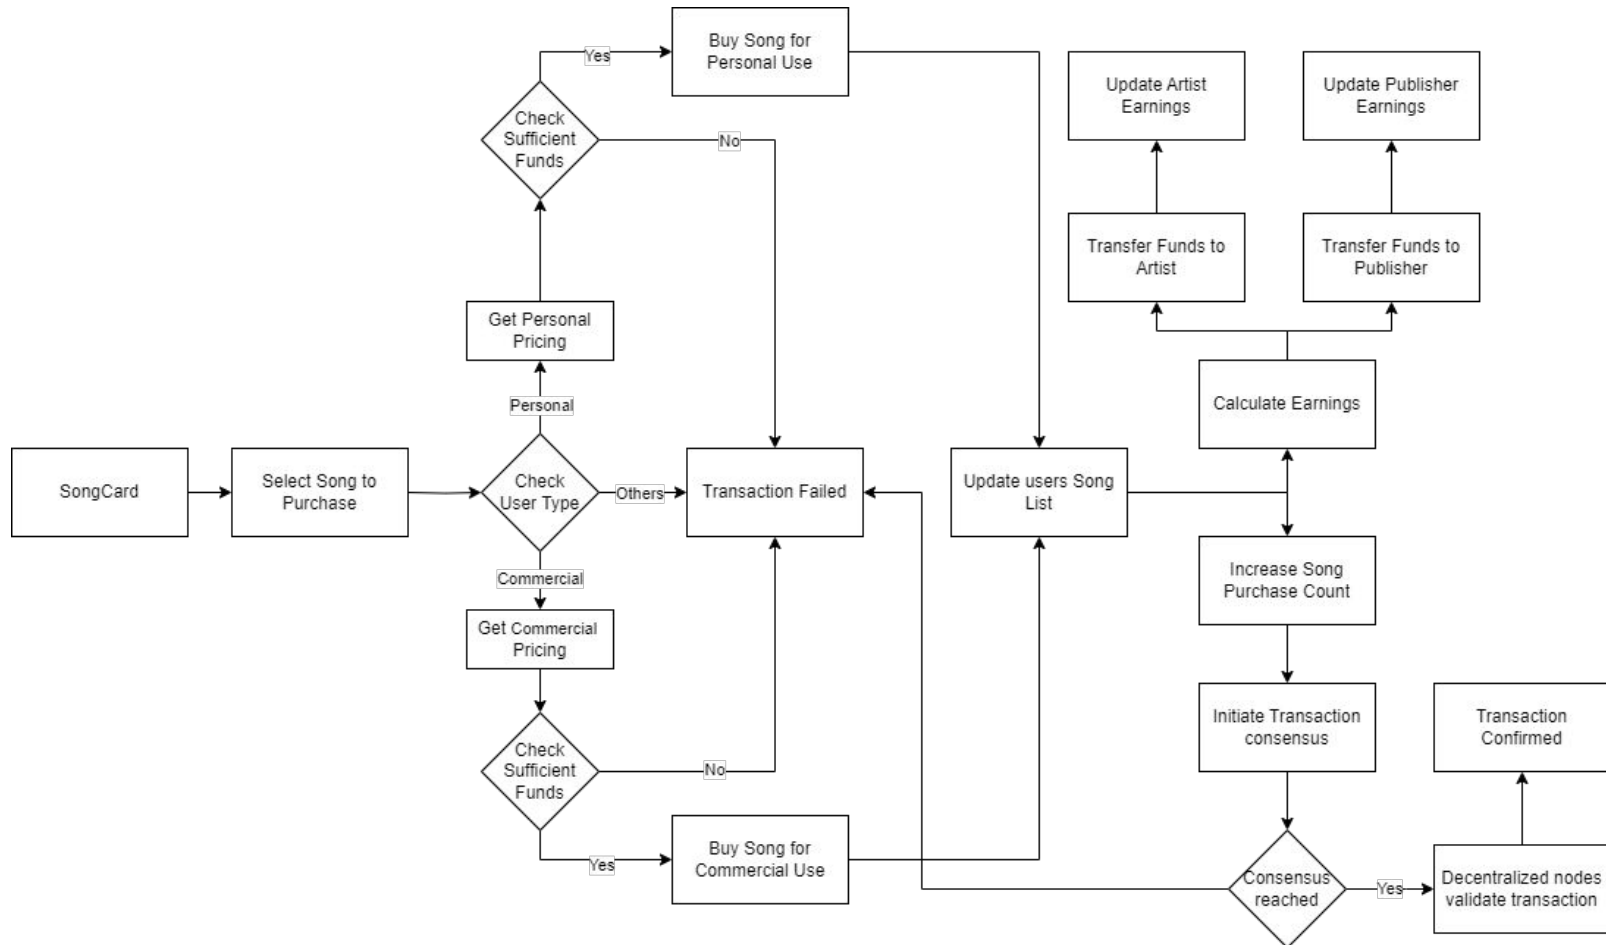 Buy Song for
Personal Use
Yes
Check
Sufficient
Funds
No
Update Artist
Earnings
Update Publisher
Earnings
Transfer Funds to
Artist
Transfer Funds to
Publisher
Get Personal
Pricing
Personal
Calculate Earnings
SongCard
Select Song to
Purchase
Check
User Type
Others
Transaction Failed
Update users Song
List
Commercial
Increase Song
Purchase Count
Get Commercial
Pricing
Initiate Transaction
consensus
Transaction
Confirmed
Check
Sufficient
Funds
No
Yes
Buy Song for
Commercial Use
Consensus
reached
Yes
Decentralized nodes
validate transaction